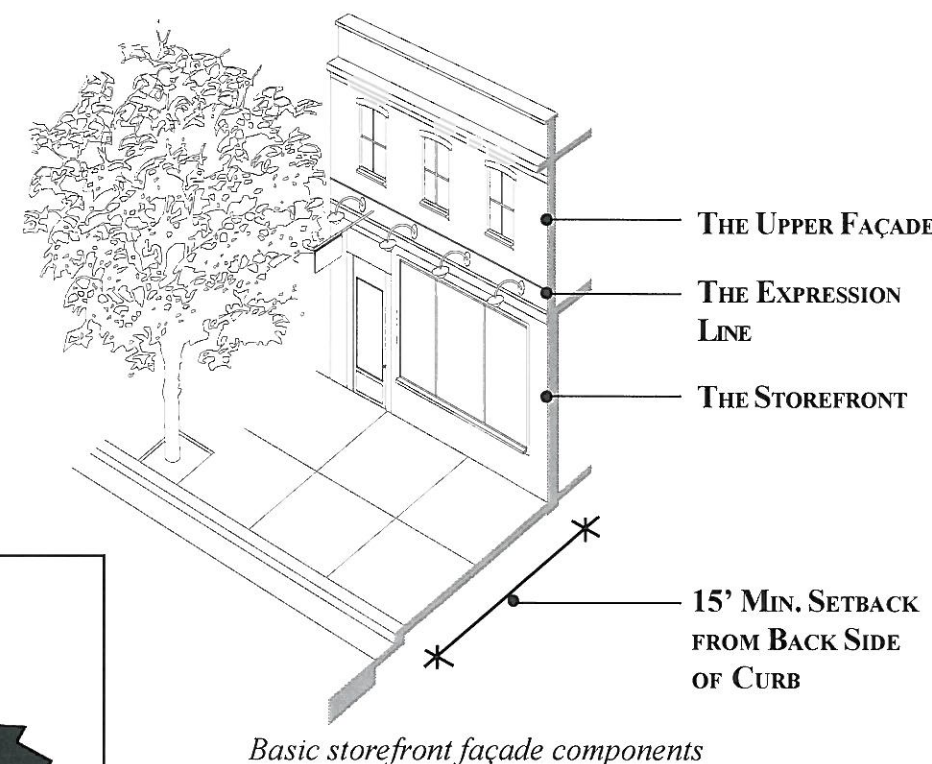 THE UPPER FAÇADE
THE EXPRESSION
LINE
THE STOREFRONT
15’ MIN. SETBACK
FROM BACK SIDE
OF CURB
Basic storefront façade components